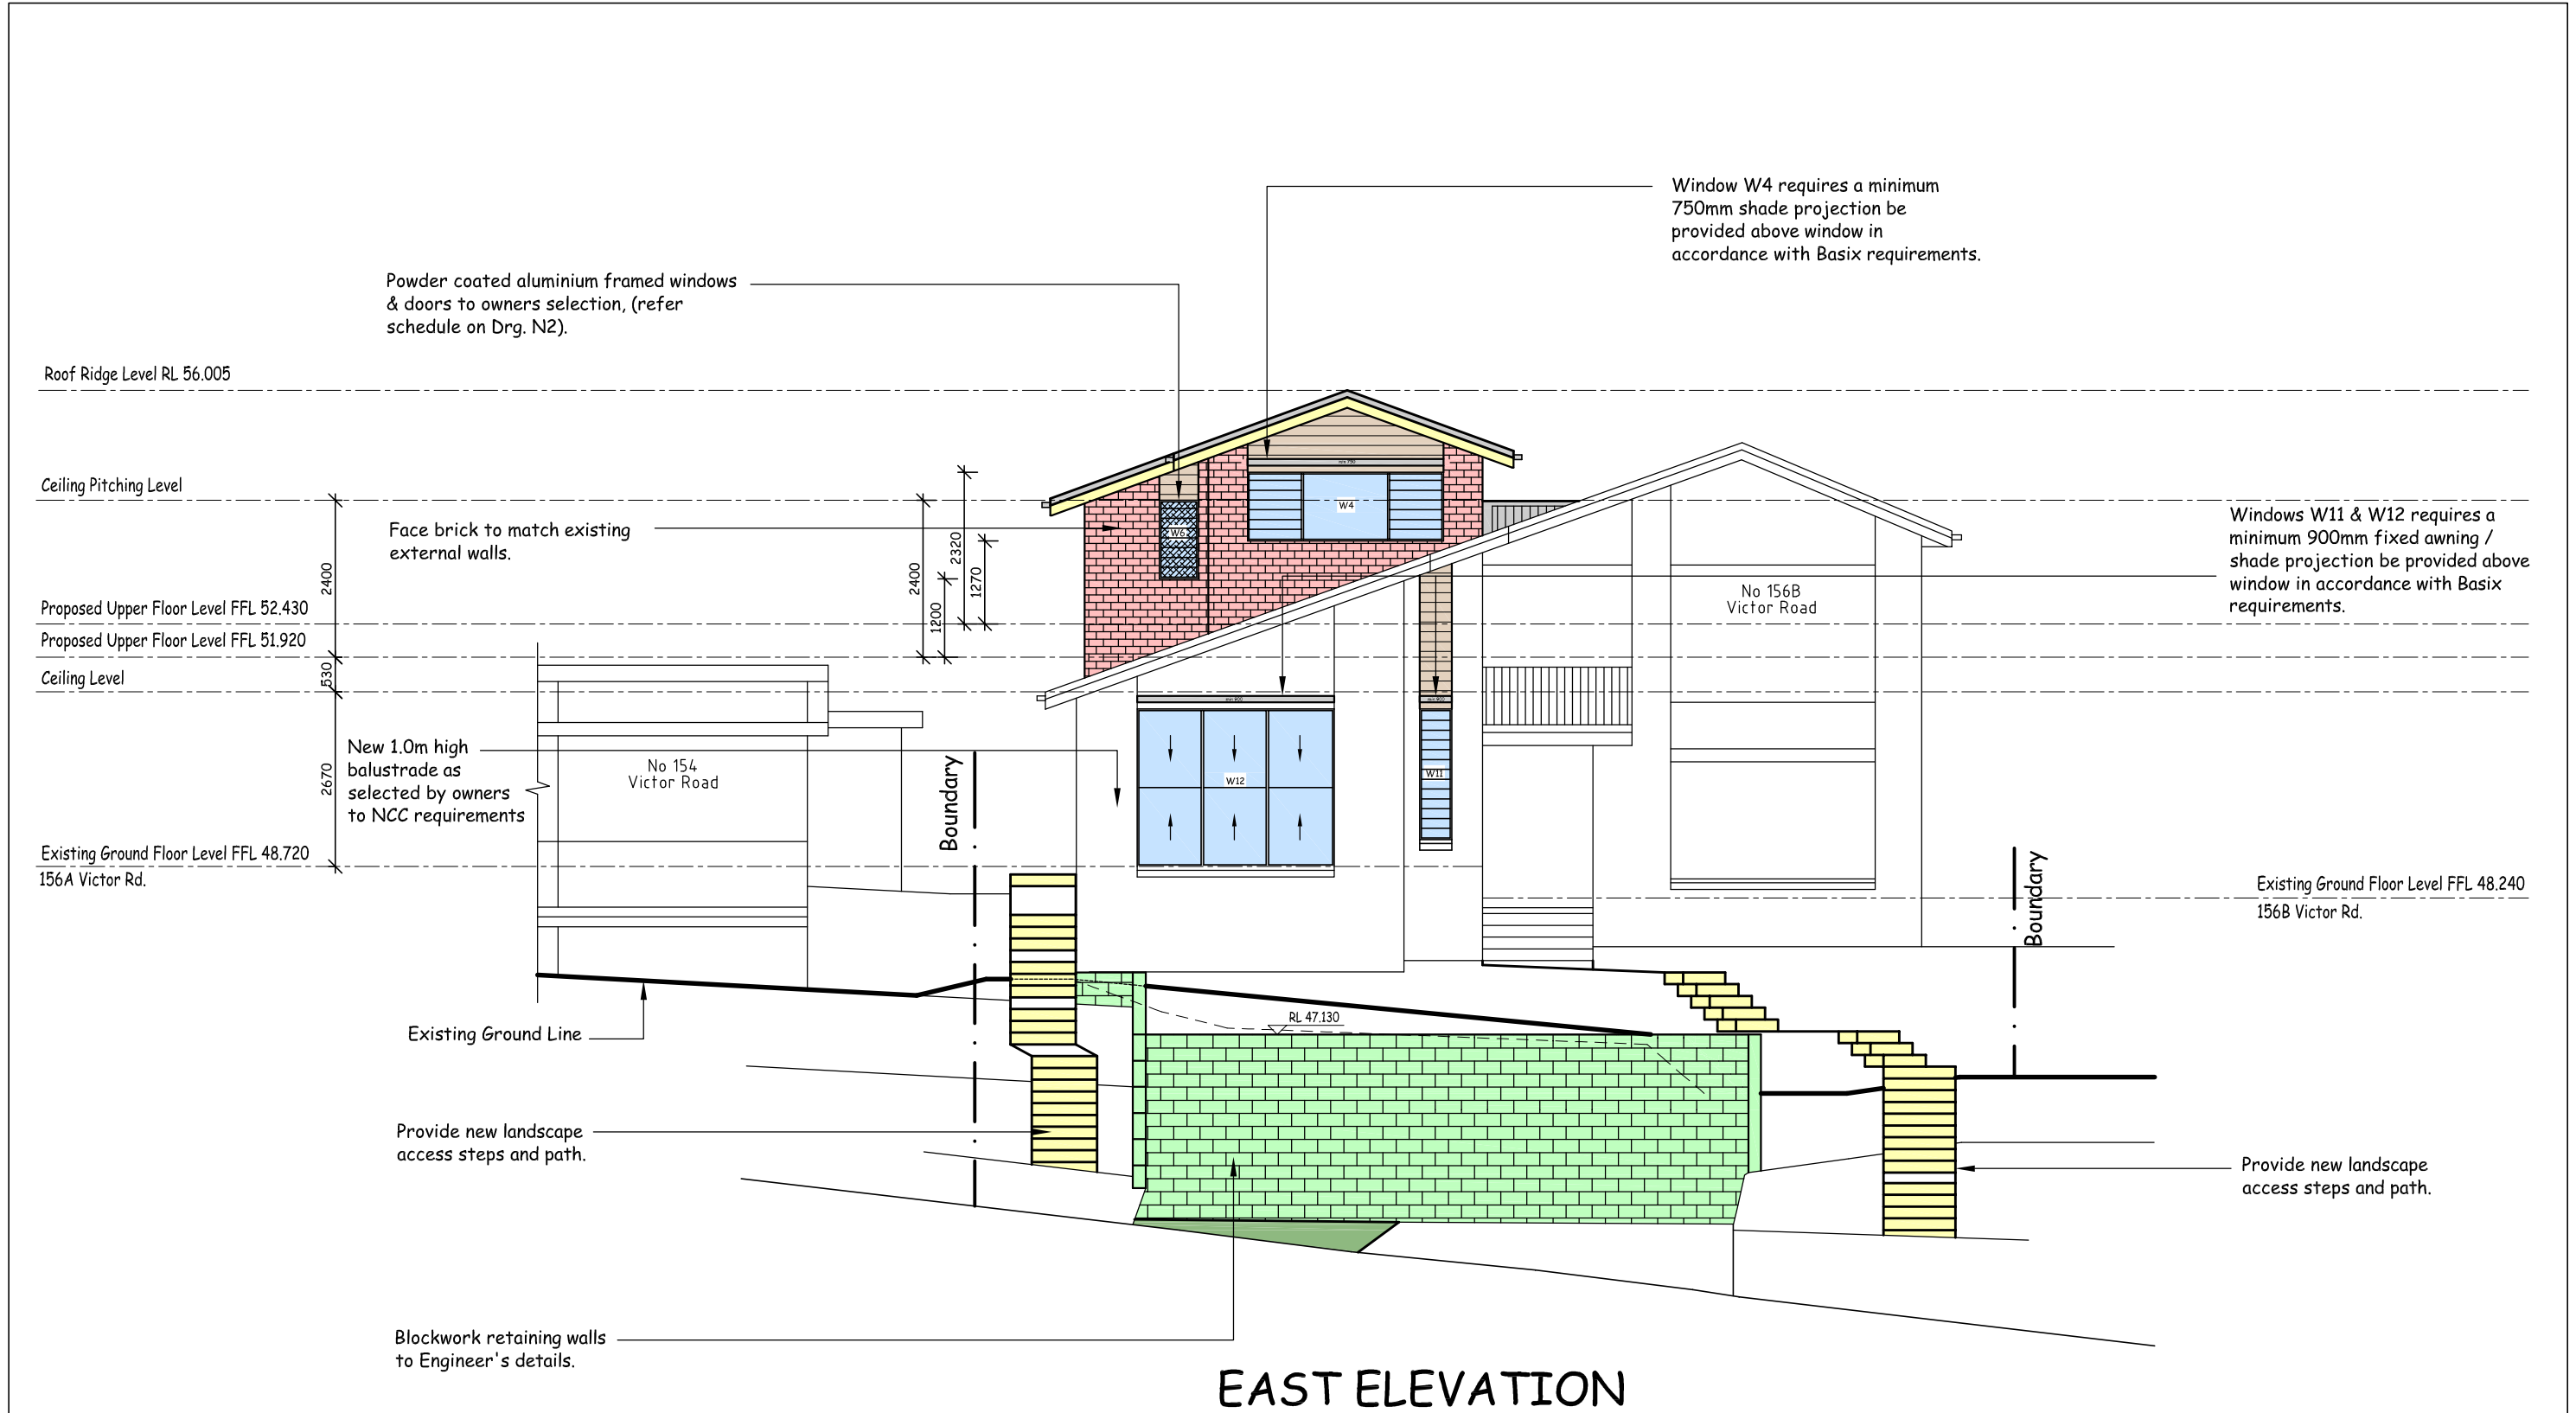 Window W4 requires a minimum
750mm shade projection be
provided above window in
accordance with Basix requirements.
Powder coated aluminium framed windows
& doors to owners selection, (refer
schedule on Drg. N2).
Roof Ridge Level RL 56.005
Ceiling Pitching Level
Face brick to match existing
external walls.
Windows W11 & W12 requires a
minimum 900mm fixed awning /
shade projection be provided above
window in accordance with Basix
requirements.
min 750
W4
W6
2400
2400
2320
1270
1200
Proposed Upper Floor Level FFL 52.430
Proposed Upper Floor Level FFL 51.920
530
Ceiling Level
No 156B
Victor Road
min 900
min 900
New 1.0m high
balustrade as
selected by owners
to NCC requirements
2670
No 154
Victor Road
Boundary
W12
W11
Existing Ground Floor Level FFL 48.720
156A Victor Rd.
Existing Ground Floor Level FFL 48.240
156B Victor Rd.
Boundary
Existing Ground Line
RL 47.130
Provide new landscape
access steps and path.
Provide new landscape
access steps and path.
Blockwork retaining walls
to Engineer's details.
EAST ELEVATION